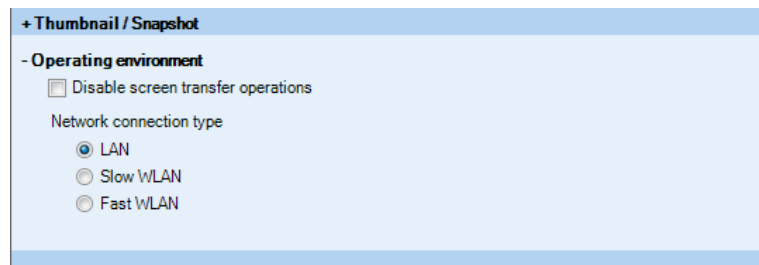 + Thumbnail / Snapshot
- Operating environment
Disable screen transfer operations
Network connection type
LAN
Slow WLAN
Fast WLAN